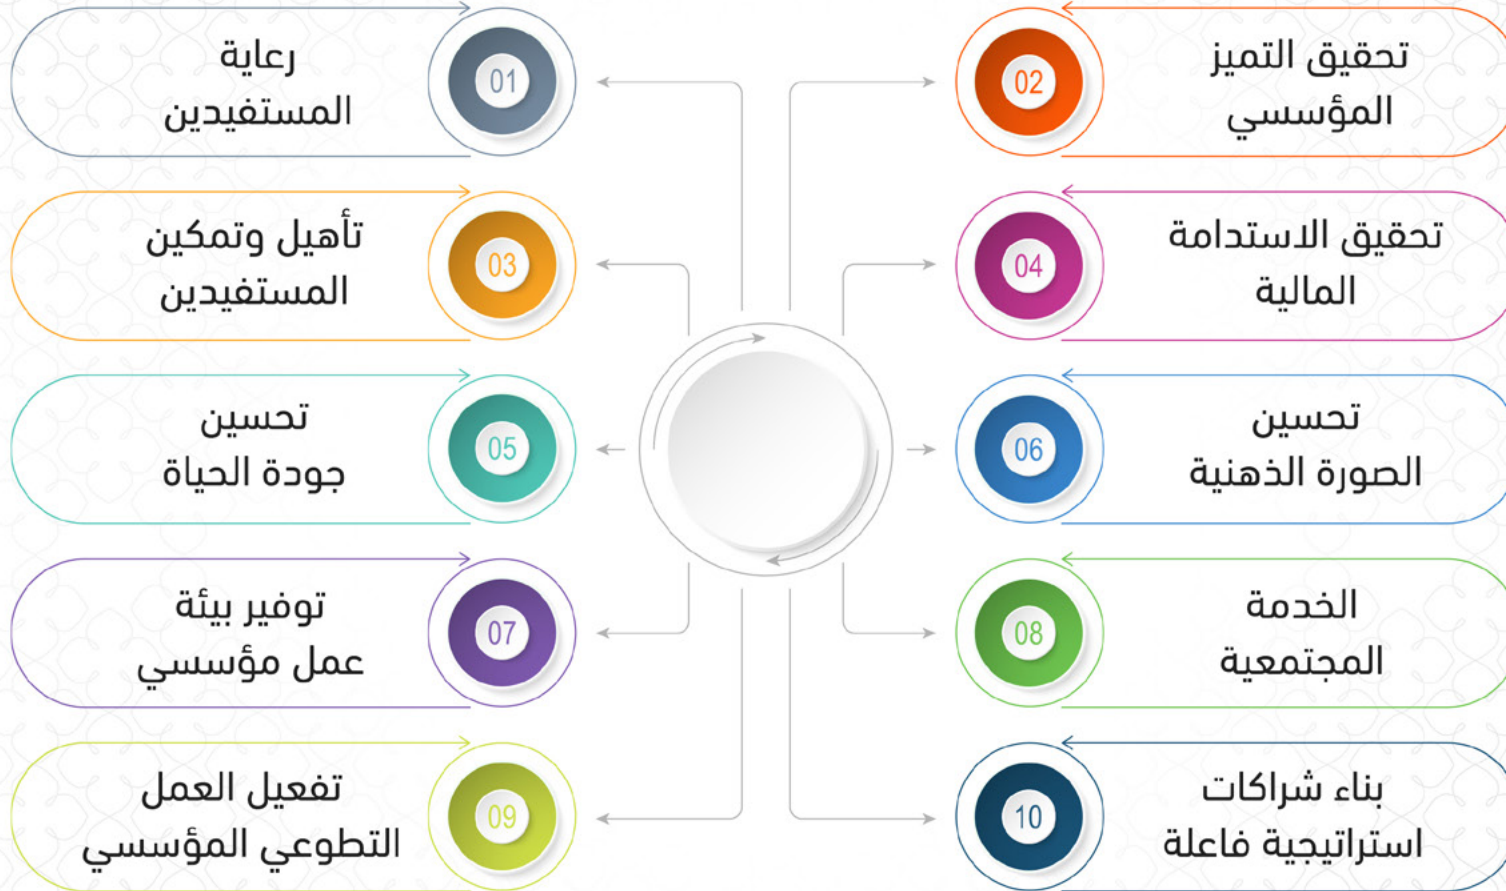 01
رعاية
المستفيدين
02
تحقيق التميز
المؤسسي
03
تأهيل وتمكين
المستفيدين
04
تحقيق الاستدامة
المالية
05
تحسين
جودة الحياة
06
تحسين
الصورة الذهنية
07
توفير بيئة
عمل مؤسسي
08
الخدمة
المجتمعية
09
تفعيل العمل
التطوعي المؤسسي
10
بناء شراكات
استراتيجية فاعلة